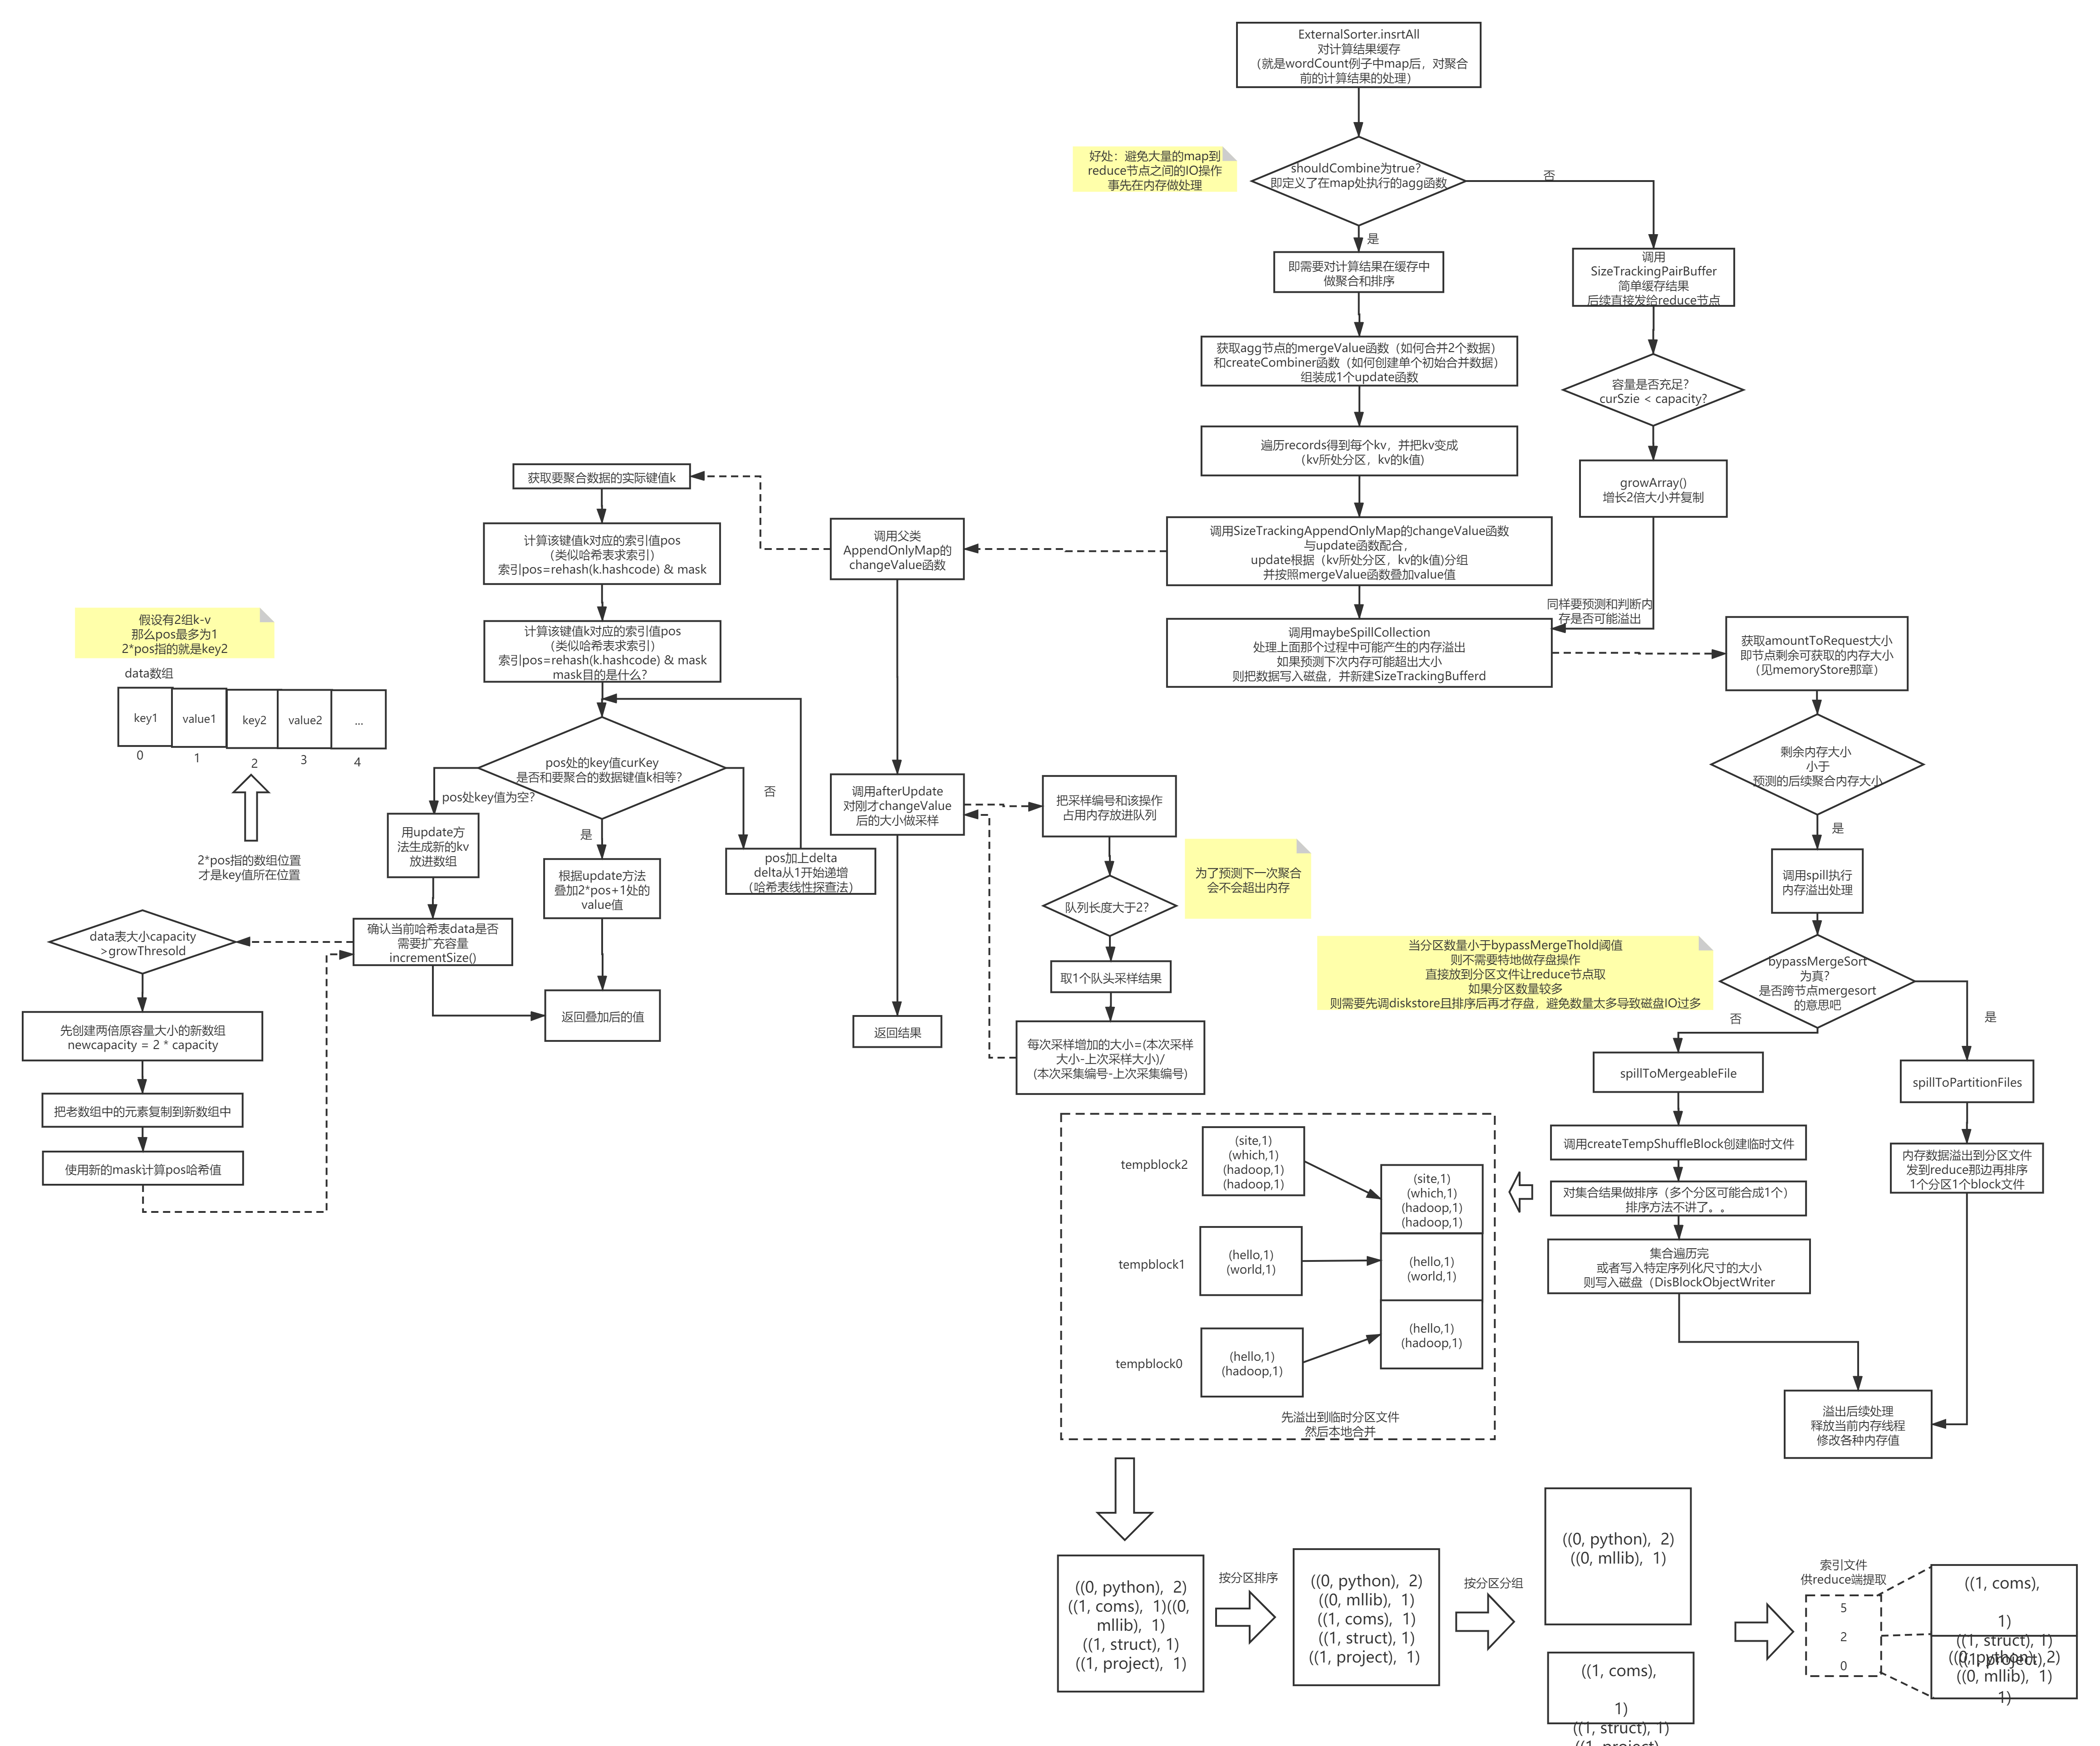 ExternalSorter.insrtAll
对计算结果缓存
（就是wordCount例子中map后，对聚合
前的计算结果的处理）
好处：避免大量的map到
reduce节点之间的IO操作
事先在内存做处理
shouldCombine为true?
即定义了在map处执行的agg函数
否
是
即需要对计算结果在缓存中
做聚合和排序
调用
SizeTrackingPairBuffer
简单缓存结果
后续直接发给reduce节点
获取agg节点的mergeValue函数（如何合并2个数据）
和createCombiner函数（如何创建单个初始合并数据）
组装成1个update函数
容量是否充足?
curSzie < capacity?
遍历records得到每个kv，并把kv变成
（kv所处分区，kv的k值)
growArray()
增长2倍大小并复制
获取要聚合数据的实际键值k
计算该键值k对应的索引值pos
（类似哈希表求索引）
索引pos=rehash(k.hashcode) & mask
调用父类
AppendOnlyMap的
changeValue函数
调用SizeTrackingAppendOnlyMap的changeValue函数
与update函数配合，
update根据（kv所处分区，kv的k值)分组
并按照mergeValue函数叠加value值
同样要预测和判断内
存是否可能溢出
假设有2组k-v
那么pos最多为1
2*pos指的就是key2
计算该键值k对应的索引值pos
（类似哈希表求索引）
索引pos=rehash(k.hashcode) & mask
mask目的是什么?
调用maybeSpillCollection
处理上面那个过程中可能产生的内存溢出
如果预测下次内存可能超出大小
则把数据写入磁盘，并新建SizeTrackingBufferd
获取amountToRequest大小
即节点剩余可获取的内存大小
（见memoryStore那章）
data数组
key1
value1
key2
value2
...
0
1
2
3
4
2*pos指的数组位置
才是key值所在位置
pos处的key值curKey
是否和要聚合的数据键值k相等?
pos处key值为空?
是
否
用update方
法生成新的kv
放进数组
根据update方法
叠加2*pos+1处的
value值
pos加上delta
delta从1开始递增
（哈希表线性探查法）
调用afterUpdate
对刚才changeValue
后的大小做采样
把采样编号和该操作
占用内存放进队列
剩余内存大小
小于
预测的后续聚合内存大小
是
为了预测下一次聚合
会不会超出内存
队列长度大于2?
调用spill执行
内存溢出处理
data表大小capacity
>growThresold
确认当前哈希表data是否
需要扩充容量
incrementSize()
当分区数量小于bypassMergeThold阈值
则不需要特地做存盘操作
直接放到分区文件让reduce节点取
如果分区数量较多
则需要先调diskstore且排序后再才存盘，避免数量太多导致磁盘IO过多
bypassMergeSort
为真?
是否跨节点mergesort
的意思吧
否
是
取1个队头采样结果
先创建两倍原容量大小的新数组
newcapacity = 2 * capacity
返回叠加后的值
返回结果
每次采样增加的大小=(本次采样
大小-上次采样大小)/
(本次采集编号-上次采集编号)
spillToMergeableFile
spillToPartitionFiles
把老数组中的元素复制到新数组中
使用新的mask计算pos哈希值
调用createTempShuffleBlock创建临时文件
内存数据溢出到分区文件
发到reduce那边再排序
1个分区1个block文件
对集合结果做排序（多个分区可能合成1个）
排序方法不讲了。。
集合遍历完
或者写入特定序列化尺寸的大小
则写入磁盘（DisBlockObjectWriter
tempblock2
(site,1)
(which,1)
(hadoop,1)
(hadoop,1)
(site,1)
(which,1)
(hadoop,1)
(hadoop,1)
tempblock1
(hello,1)
(world,1)
(hello,1)
(world,1)
tempblock0
(hello,1)
(hadoop,1)
(hello,1)
(hadoop,1)
先溢出到临时分区文件
然后本地合并
溢出后续处理
释放当前内存线程
修改各种内存值
((0, python),  2)
((1, coms),  1)((0,
mllib),  1)
((1, struct), 1)
((1, project),  1)
按分区排序
((0, python),  2)
((0, mllib),  1)
((1, coms),  1)
((1, struct), 1)
((1, project),  1)
按分区分组
((0, python),  2)
((0, mllib),  1)
((1, coms),
1)
((1, struct), 1)
((1, project),
索引文件
供reduce端提取
5
2
0
((1, coms),
1)
((1, struct), 1)
((1, project),
1)
((0, python),  2)
((0, mllib),  1)